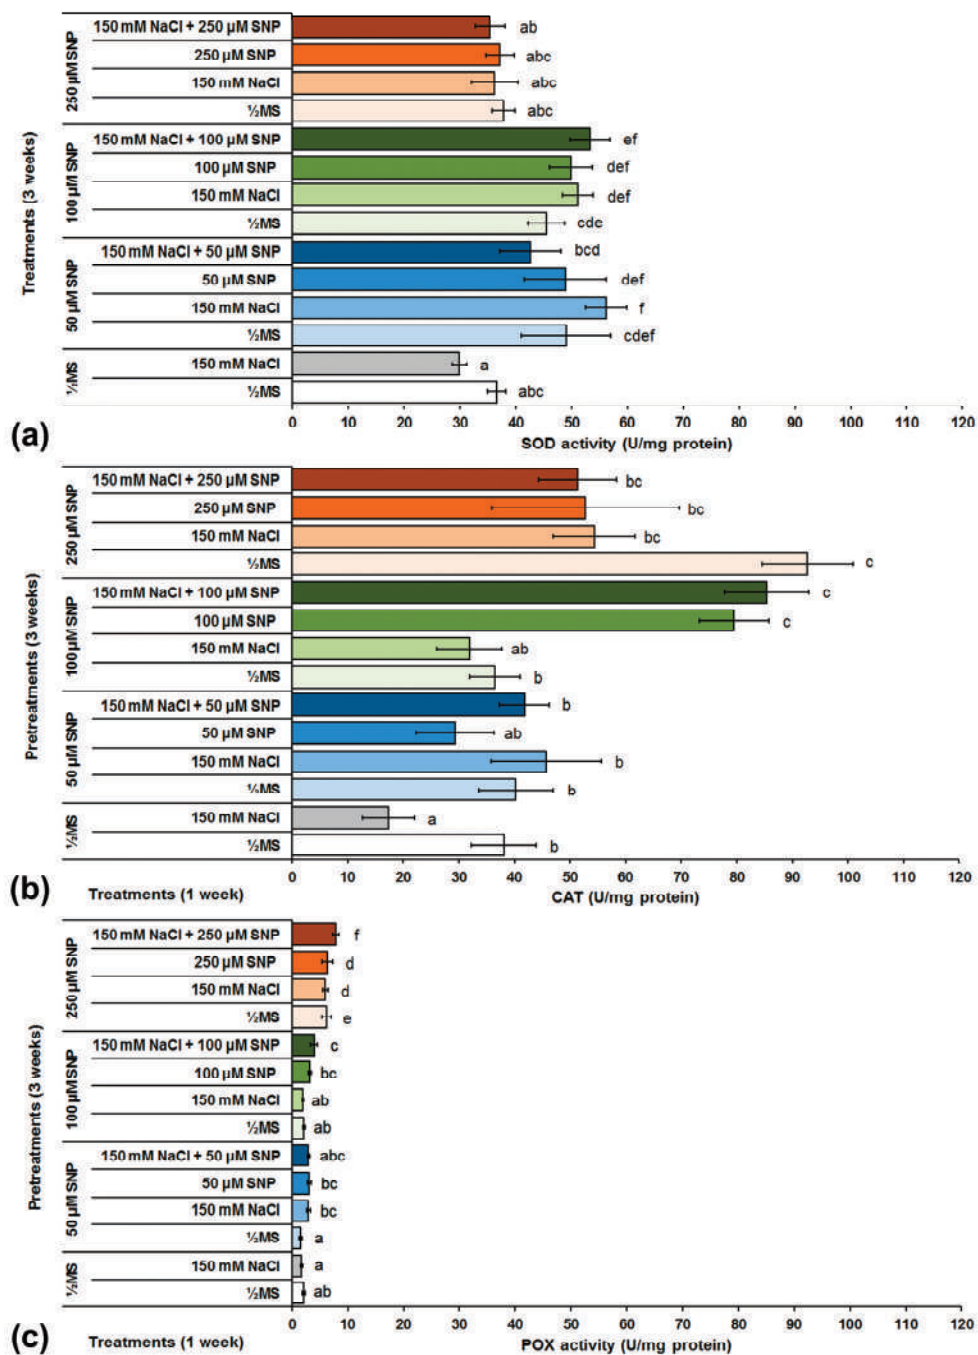 Treatments (3 weeks)
250 µM SNP
150 mM NaCl + 250 µM SNP ab
250 µM SNP abc
150 mM NaCl abc
½MS abc
100 µM SNP
150 mM NaCl + 100 µM SNP ef
100 µM SNP def
150 mM NaCl def
½MS cdc
50 µM SNP
150 mM NaCl + 50 µM SNP bcd
50 µM SNP def
150 mM NaCl f
½MS cdef
½MS
150 mM NaCl a
½MS abc
0 10 20 30 40 50 60 70 80 90 100 110 120
(a) SOD activity (U/mg protein)
Pretreatments (3 weeks)
250 µM SNP
150 mM NaCl + 250 µM SNP bc
250 µM SNP bc
150 mM NaCl bc
½MS c
100 µM SNP
150 mM NaCl + 100 µM SNP c
100 µM SNP c
150 mM NaCl ab
½MS b
50 µM SNP
150 mM NaCl + 50 µM SNP b
50 µM SNP ab
150 mM NaCl b
½MS b
½MS
150 mM NaCl a
½MS b
0 10 20 30 40 50 60 70 80 90 100 110 120
(b) Treatments (1 week) CAT (U/mg protein)
Pretreatments (3 weeks)
250 µM SNP
150 mM NaCl + 250 µM SNP f
250 µM SNP d
150 mM NaCl d
½MS e
100 µM SNP
150 mM NaCl + 100 µM SNP c
100 µM SNP bc
150 mM NaCl ab
½MS ab
50 µM SNP
150 mM NaCl + 50 µM SNP abc
50 µM SNP bc
150 mM NaCl bc
½MS a
½MS
150 mM NaCl a
½MS ab
0 10 20 30 40 50 60 70 80 90 100 110 120
(c) Treatments (1 week) POX activity (U/mg protein)